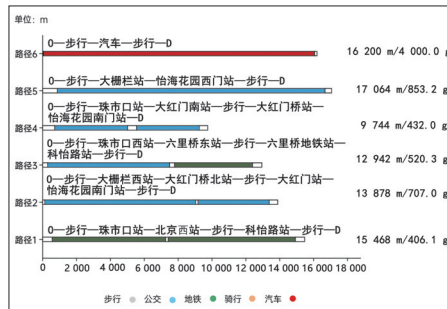 单位：m
路径6
O—步行—汽车—步行—D
16 200 m/4 000.0 g
路径5
O—步行—大栅栏站—怡海花园西门站—步行—D
17 064 m/853.2 g
路径4
O—步行—珠市口站—大红门南站—步行—大红门桥站—
怡海花园南门站—步行—D
9 744 m/432.0 g
路径3
O—步行—珠市口西站—六里桥东站—步行—六里桥地铁站—
科怡路站—步行—D
12 942 m/520.3 g
路径2
O—步行—大栅栏西站—大红门桥北站—步行—大红门站—
怡海花园南门站—步行—D
13 878 m/707.0 g
路径1
O—步行—珠市口站—北京西站—步行—科怡路站—步行—D
15 468 m/406.1 g
0 2 000 4 000 6 000 8 000 10 000 12 000 14 000 16 000 18 000
步行 公交 地铁 骑行 汽车